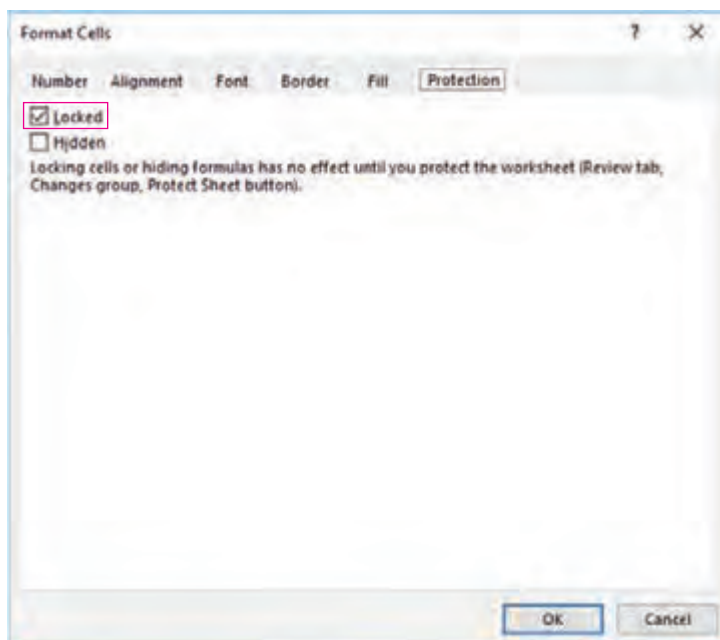 Format Cells ? ×
Number Alignment Font Border Fill Protection
Locked
Hidden
Locking cells or hiding formulas has no effect until you protect the worksheet (Review tab,
Changes group, Protect Sheet button).
OK Cancel